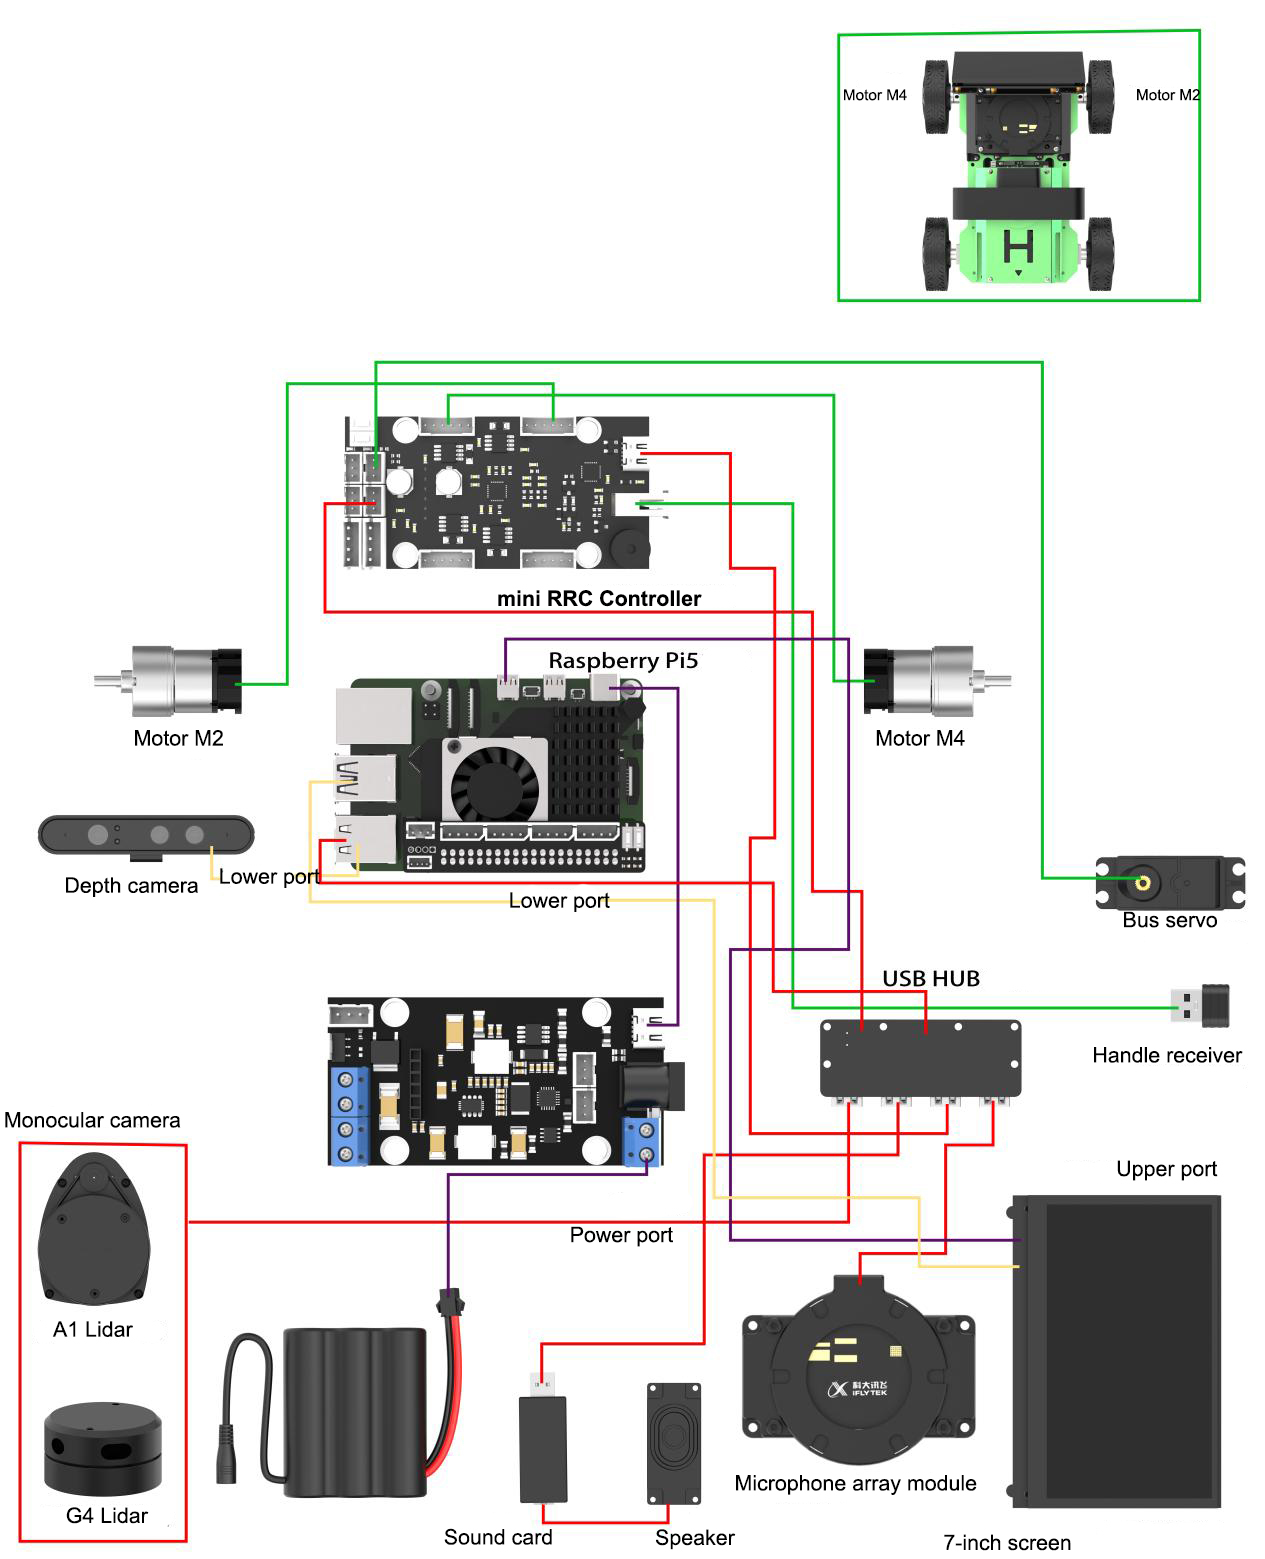 Motor M4
Motor M2
H
mini RRC Controller
Raspberry Pi5
Motor M2
Motor M4
Depth camera
Lower port
Lower port
Bus servo
USB HUB
Handle receiver
Monocular camera
Upper port
Power port
A1 Lidar
科大讯飞
iFLYTEK
G4 Lidar
Microphone array module
Sound card
Speaker
7-inch screen